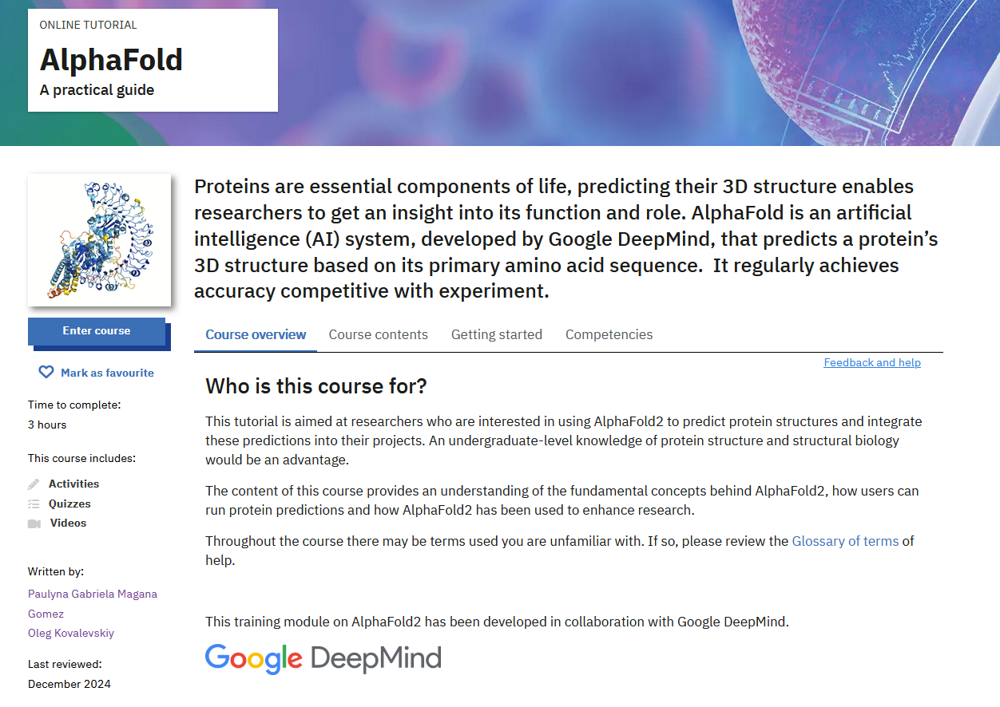 ONLINE TUTORIAL
AlphaFold
A practical guide
Proteins are essential components of life, predicting their 3D structure enables
researchers to get an insight into its function and role. AlphaFold is an artificial
intelligence (AI) system, developed by Google DeepMind, that predicts a protein’s
3D structure based on its primary amino acid sequence.  It regularly achieves
accuracy competitive with experiment.
Enter course
Mark as favourite
Time to complete:
3 hours
This course includes:
Activities
Quizzes
Videos
Written by:
Paulyna Gabriela Magana
Gomez
Oleg Kovalevskiy
Last reviewed:
December 2024
Course overview
Course contents
Getting started
Competencies
Feedback and help
Who is this course for?
This tutorial is aimed at researchers who are interested in using AlphaFold2 to predict protein structures and integrate
these predictions into their projects. An undergraduate-level knowledge of protein structure and structural biology
would be an advantage.
The content of this course provides an understanding of the fundamental concepts behind AlphaFold2, how users can
run protein predictions and how AlphaFold2 has been used to enhance research.
Throughout the course there may be terms used you are unfamiliar with. If so, please review the Glossary of terms of
help.
This training module on AlphaFold2 has been developed in collaboration with Google DeepMind.
Google DeepMind